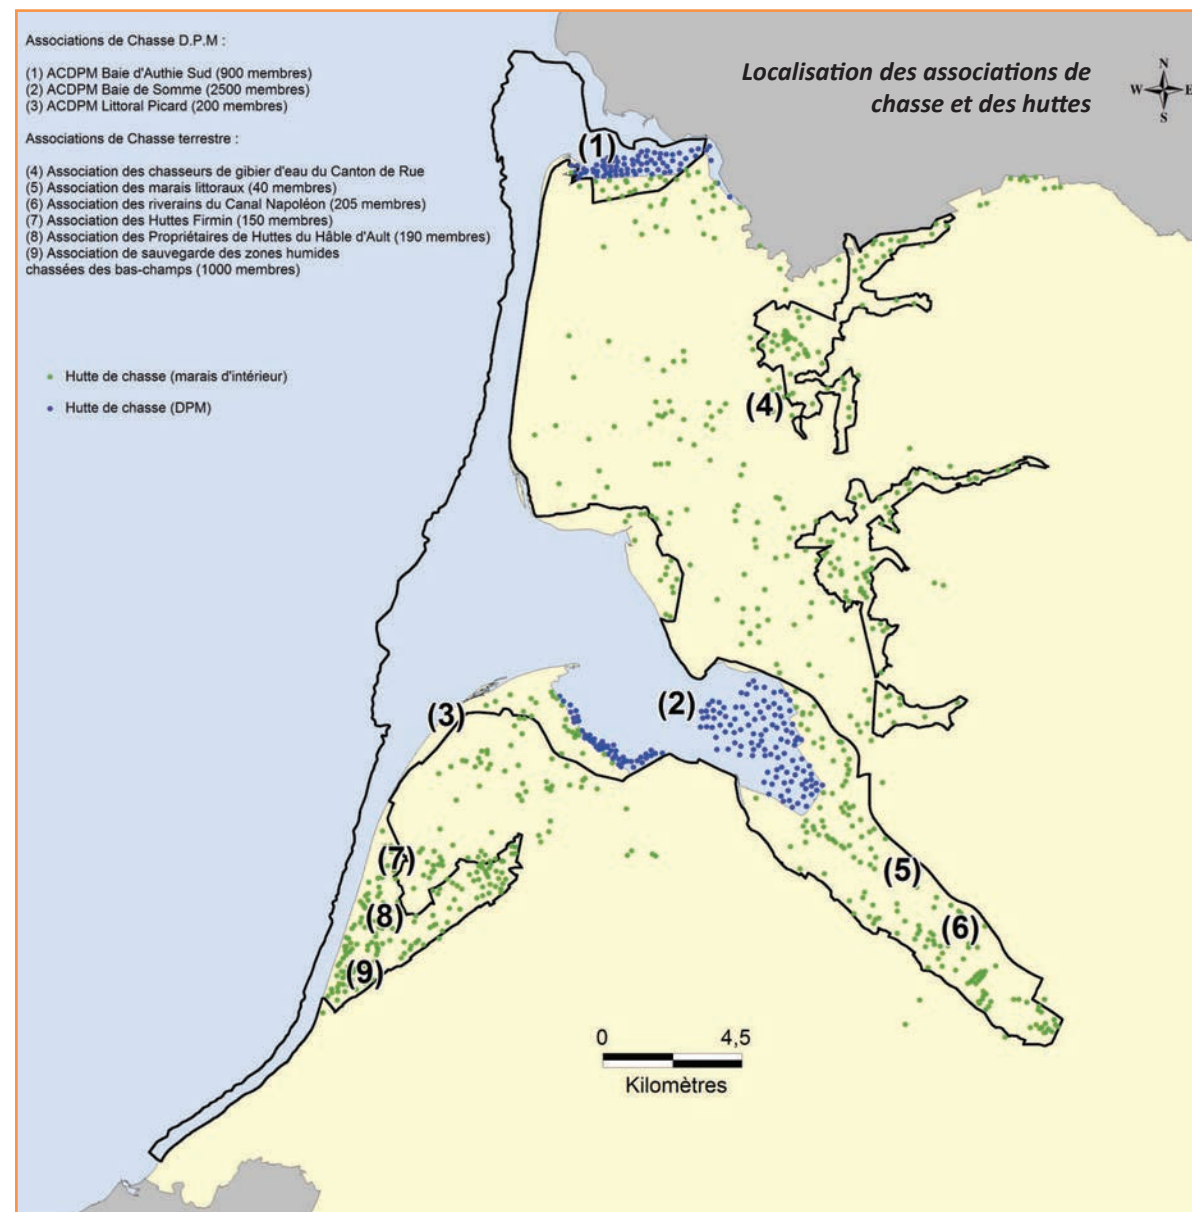 Associations de Chasse D.P.M :
(1) ACDPM Baie d'Authie Sud (900 membres)
(2) ACDPM Baie de Somme (2500 membres)
(3) ACDPM Littoral Picard (200 membres)
Associations de Chasse terrestre :
(4) Association des chasseurs de gibier d'eau du Canton de Rue
(5) Association des marais littoraux (40 membres)
(6) Association des riverains du Canal Napoléon (205 membres)
(7) Association des Huttes Firmin (150 membres)
(8) Association des Propriétaires de Huttes du Hâble d'Ault (190 membres)
(9) Association de sauvegarde des zones humides
chassées des bas-champs (1000 membres)
Hutte de chasse (marais d'intérieur)
Hutte de chasse (DPM)
Localisation des associations de
chasse et des huttes
N
W E
S
(1)
(4)
(2)
(3)
(7)
(5)
(8)
(6)
(9)
0 4,5
Kilomètres